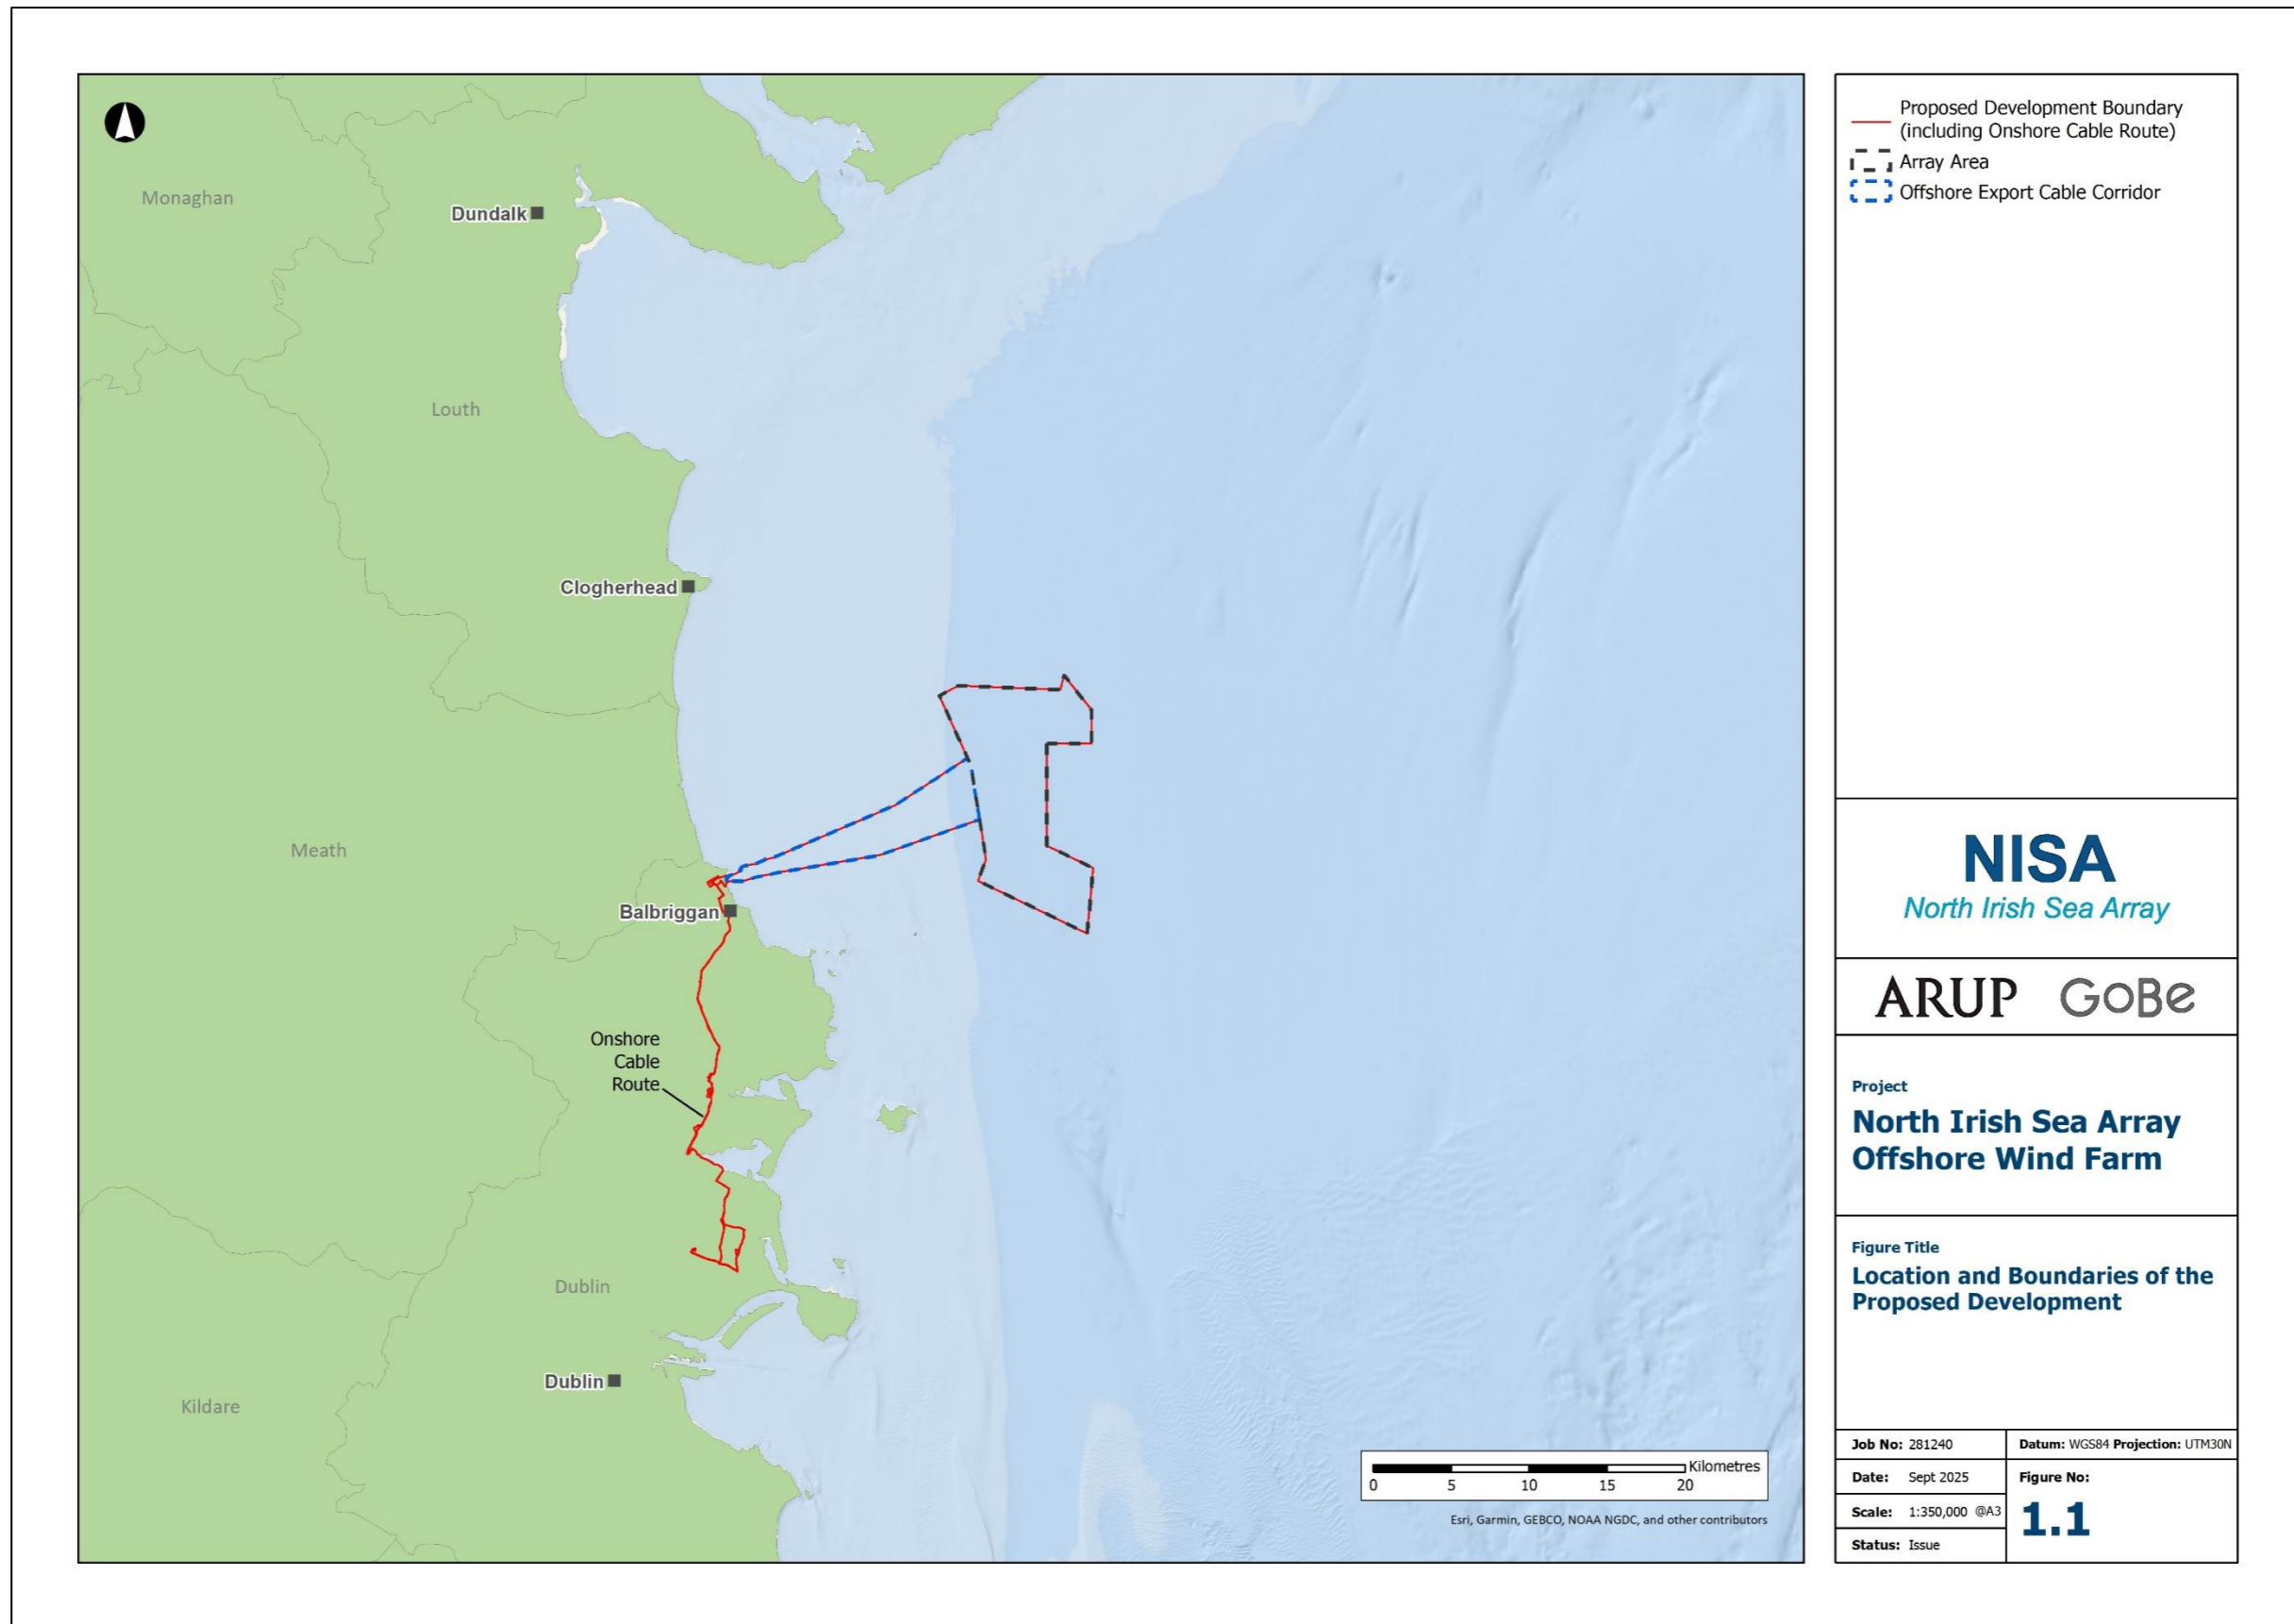 Monaghan
Dundalk
Louth
Clogherhead
Meath
Balbriggan
Onshore
Cable
Route
Dublin
Dublin
Kildare
Kilometres
0 5 10 15 20
Esri, Garmin, GEBCO, NOAA NGDC, and other contributors
Proposed Development Boundary
(including Onshore Cable Route)
Array Area
Offshore Export Cable Corridor
NISA
North Irish Sea Array
ARUP GoBe
Project
North Irish Sea Array
Offshore Wind Farm
Figure Title
Location and Boundaries of the
Proposed Development
Job No: 281240
Datum: WGS84 Projection: UTM30N
Date: Sept 2025
Figure No:
Scale: 1:350,000 @A3
1.1
Status: Issue